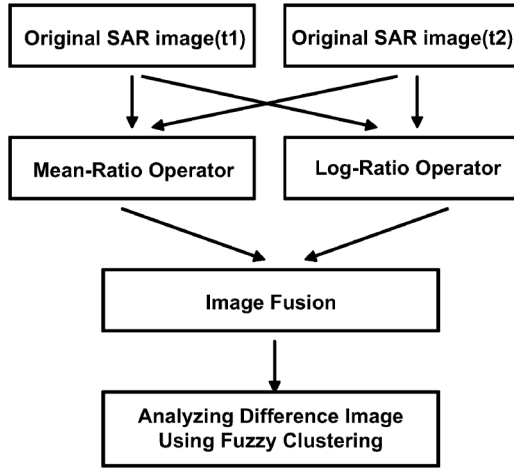 Original SAR image(t1)
Original SAR image(t2)
Mean-Ratio Operator
Log-Ratio Operator
Image Fusion
Analyzing Difference Image
Using Fuzzy Clustering